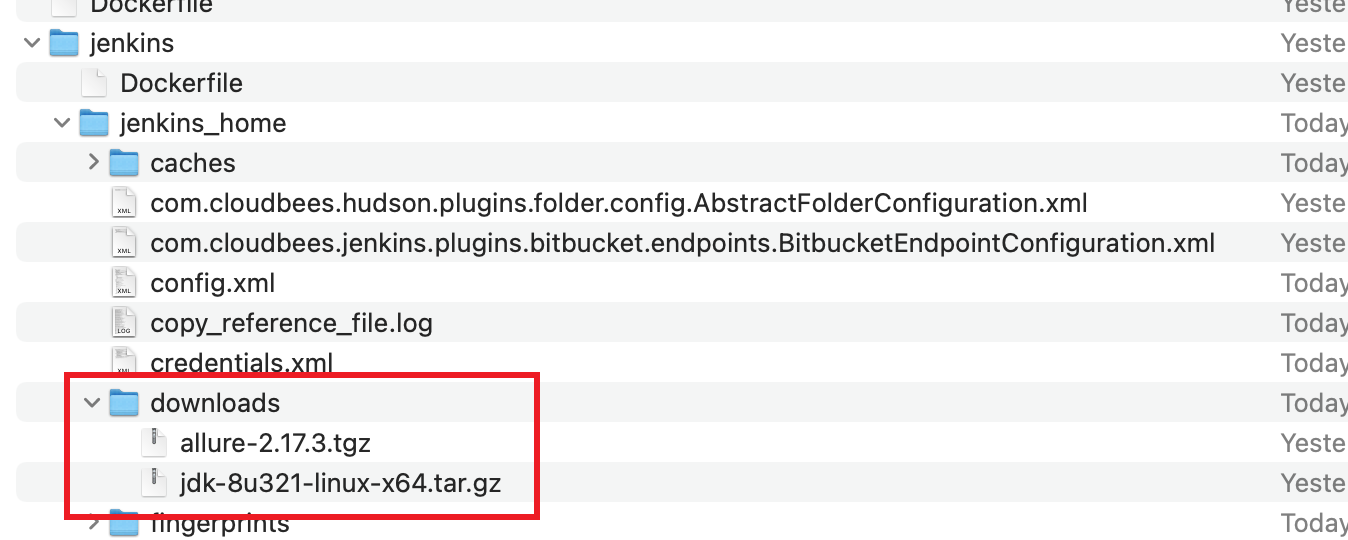 Dockerfile Yeste
jenkins Yeste
Dockerfile Yeste
jenkins_home Today
caches Today
XML com.cloudbees.hudson.plugins.folder.config.AbstractFolderConfiguration.xml Yeste
XML com.cloudbees.jenkins.plugins.bitbucket.endpoints.BitbucketEndpointConfiguration.xml Yeste
XML config.xml Today
LOG copy_reference_file.log Today
XML credentials.xml Today
downloads Today
allure-2.17.3.tgz Yeste
jdk-8u321-linux-x64.tar.gz Yeste
fingerprints Today